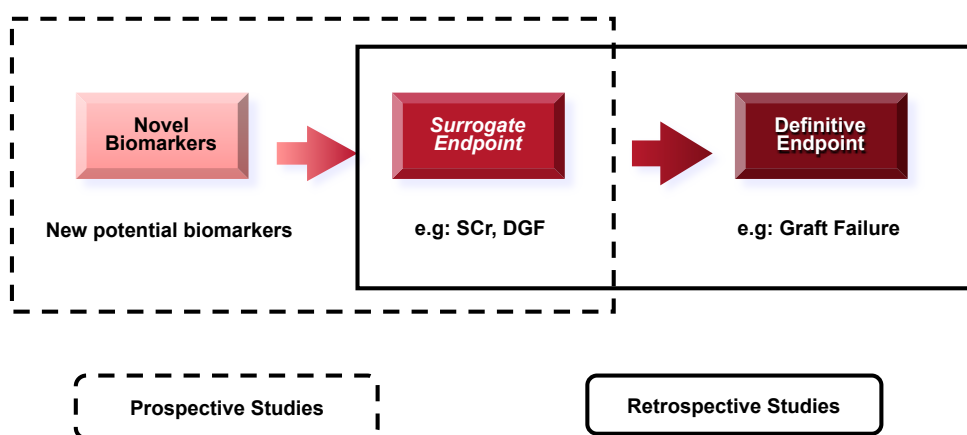 Novel
Biomarkers
Surrogate
Endpoint
Definitive
Endpoint
New potential biomarkers
e.g: SCr, DGF
e.g: Graft Failure
Prospective Studies
Retrospective Studies